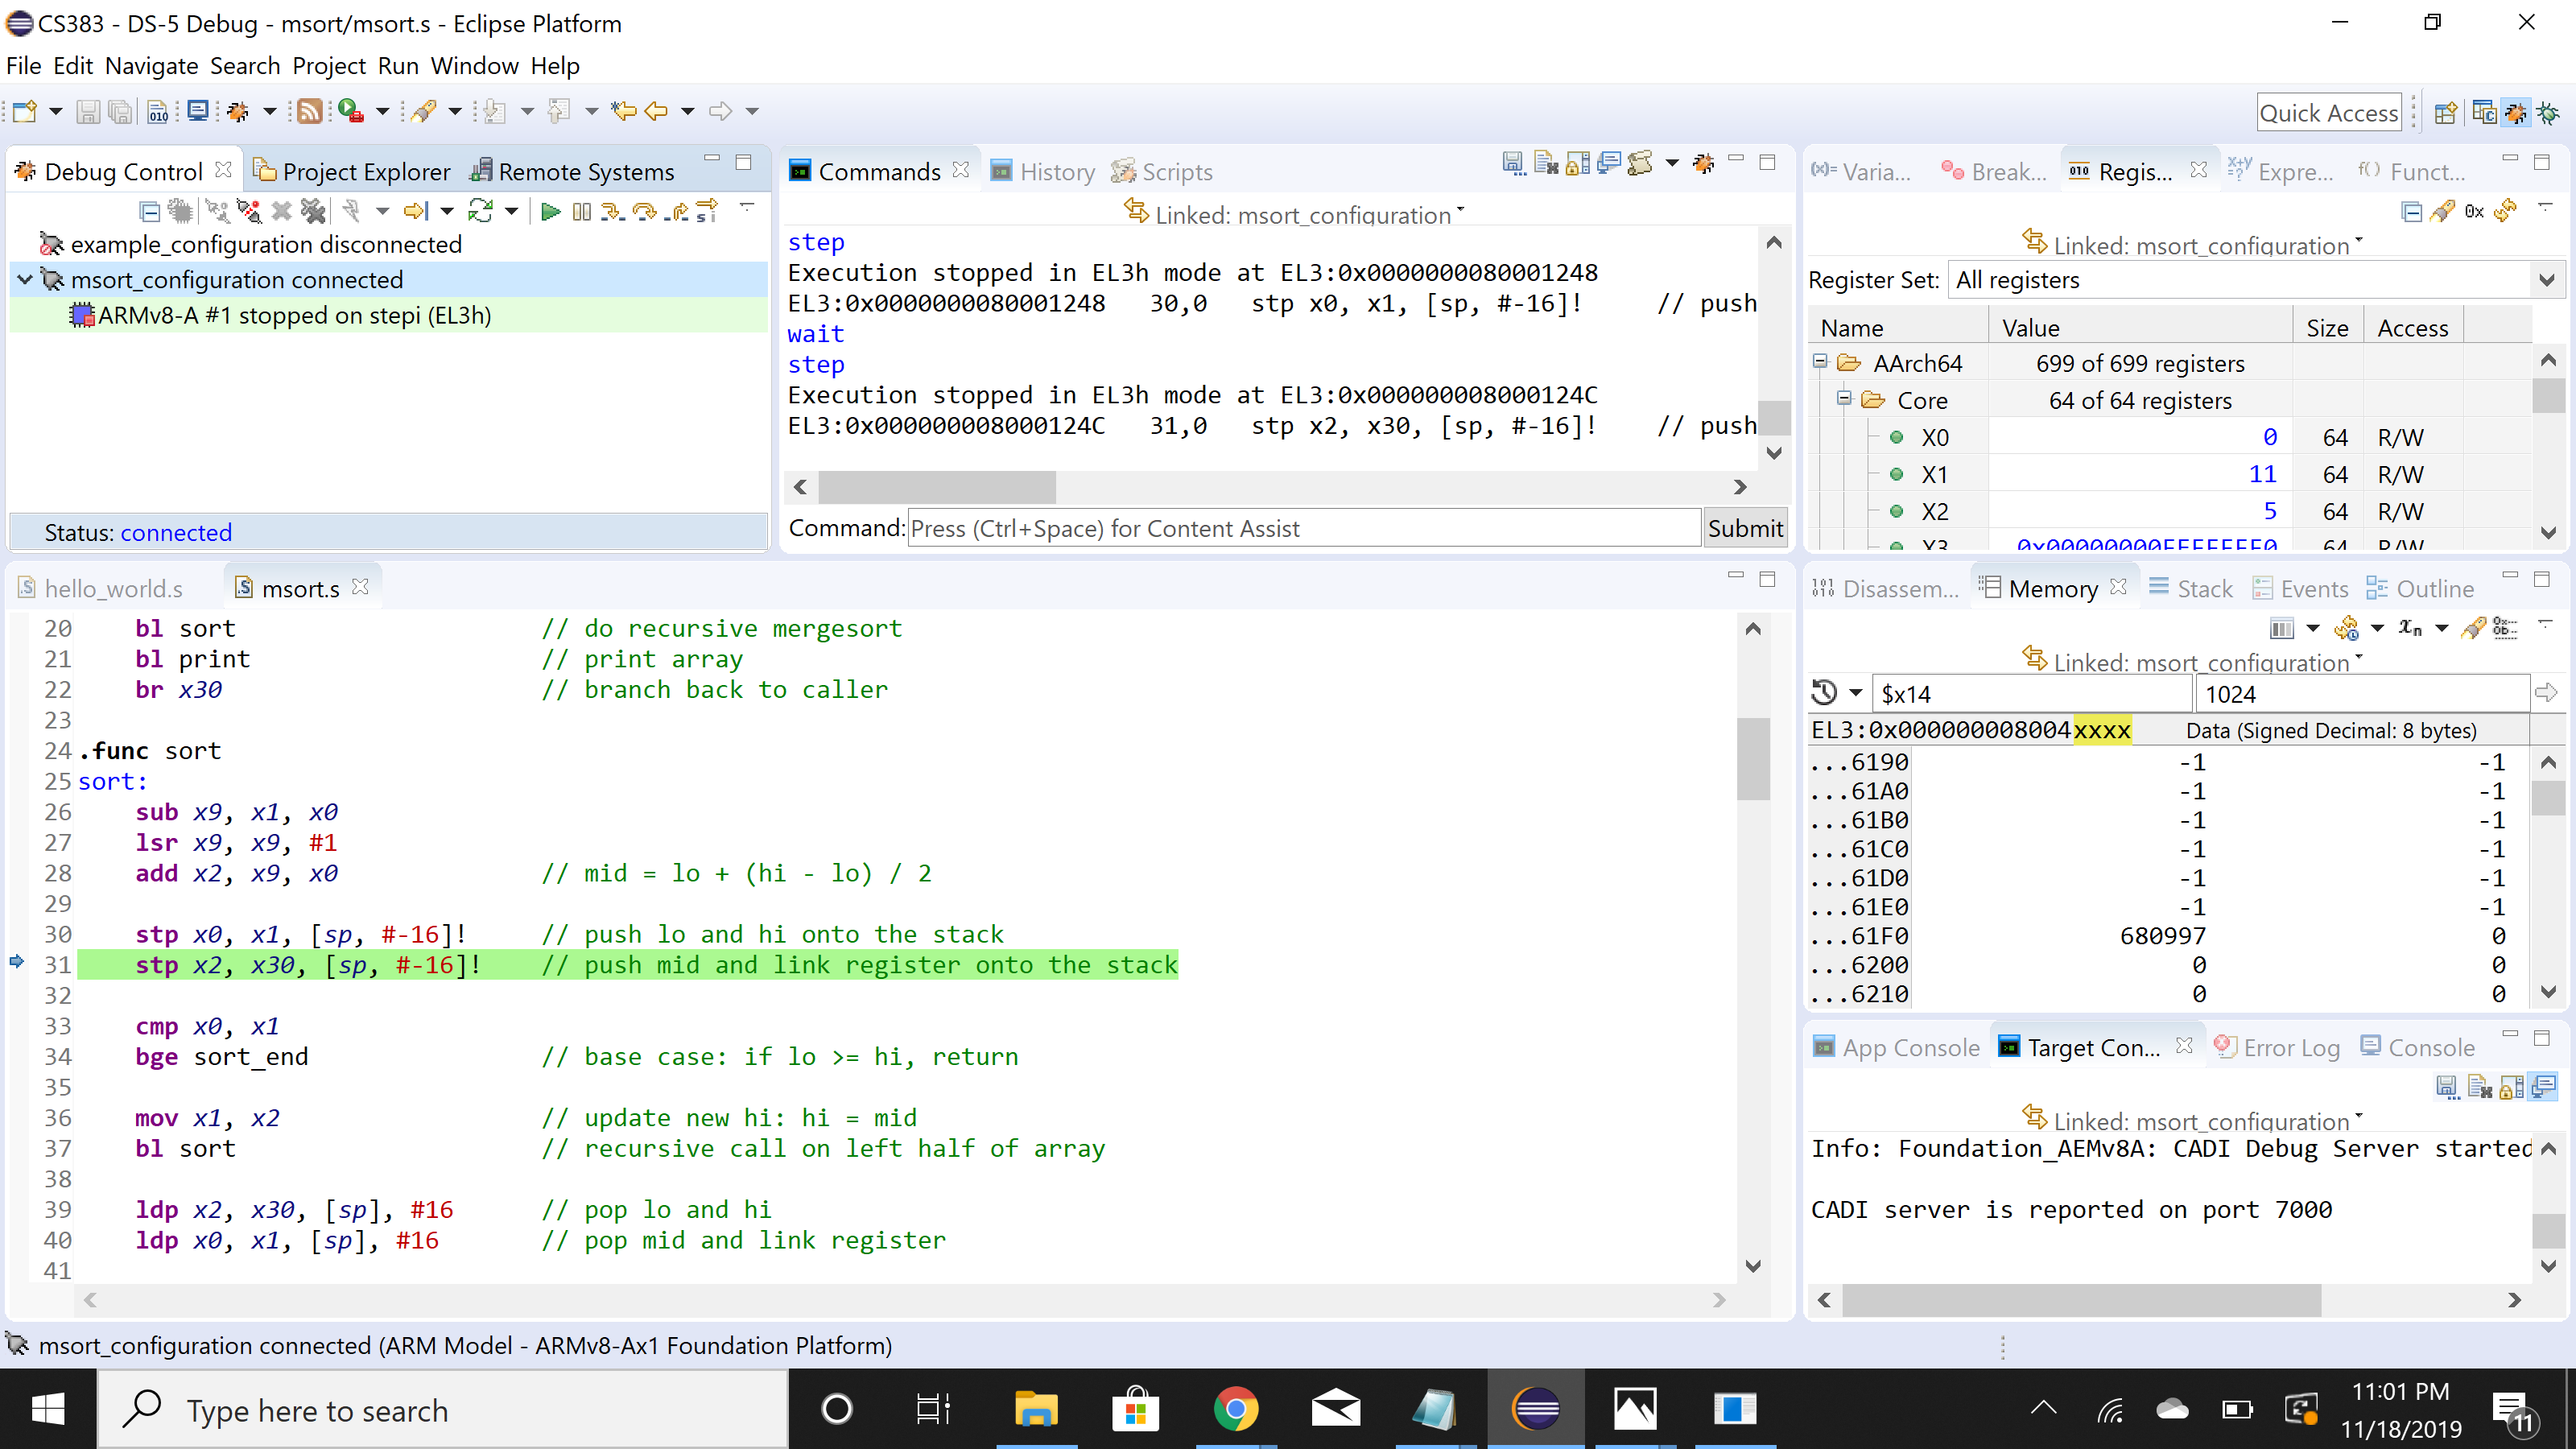 CS383 - DS-5 Debug - msort/msort.s - Eclipse Platform
File Edit Navigate Search Project Run Window Help
Quick Access
Debug Control Project Explorer Remote Systems
example_configuration disconnected
msort_configuration connected
ARMv8-A #1 stopped on stepi (EL3h)
Status: connected
Commands History Scripts
Linked: msort_configuration
step
Execution stopped in EL3h mode at EL3:0x0000000080001248
EL3:0x0000000080001248 30,0 stp x0, x1, [sp, #-16]! // push
wait
step
Execution stopped in EL3h mode at EL3:0x000000008000124C
EL3:0x000000008000124C 31,0 stp x2, x30, [sp, #-16]! // push
Command: Press (Ctrl+Space) for Content Assist Submit
Varia... Break... Regis... Expre... Funct...
Linked: msort_configuration
Register Set: All registers
Name Value Size Access
AArch64 699 of 699 registers
Core 64 of 64 registers
X0 0 64 R/W
X1 11 64 R/W
X2 5 64 R/W
X3 0x00000000FFFFFFF0 64 R/W
hello_world.s msort.s
20 bl sort // do recursive mergesort
21 bl print // print array
22 br x30 // branch back to caller
23
24 .func sort
25 sort:
26 sub x9, x1, x0
27 lsr x9, x9, #1
28 add x2, x9, x0 // mid = lo + (hi - lo) / 2
29
30 stp x0, x1, [sp, #-16]! // push lo and hi onto the stack
31 stp x2, x30, [sp, #-16]! // push mid and link register onto the stack
32
33 cmp x0, x1
34 bge sort_end // base case: if lo >= hi, return
35
36 mov x1, x2 // update new hi: hi = mid
37 bl sort // recursive call on left half of array
38
39 ldp x2, x30, [sp], #16 // pop lo and hi
40 ldp x0, x1, [sp], #16 // pop mid and link register
41
Disassem... Memory Stack Events Outline
Linked: msort_configuration
$x14 1024
EL3:0x000000008004xxxx Data (Signed Decimal: 8 bytes)
...6190 -1 -1
...61A0 -1 -1
...61B0 -1 -1
...61C0 -1 -1
...61D0 -1 -1
...61E0 -1 -1
...61F0 680997 0
...6200 0 0
...6210 0 0
App Console Target Con... Error Log Console
Linked: msort_configuration
Info: Foundation_AEMv8A: CADI Debug Server started
CADI server is reported on port 7000
msort_configuration connected (ARM Model - ARMv8-Ax1 Foundation Platform)
Type here to search
11:01 PM
11/18/2019
11